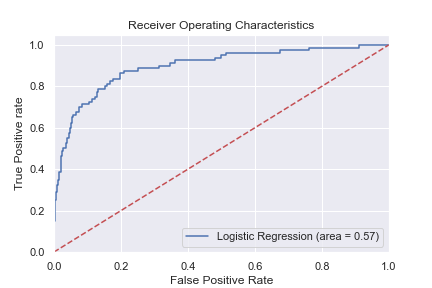 Receiver Operating Characteristics
True Positive rate
1.0
0.8
0.6
0.4
0.2
0.0
0.0 0.2 0.4 0.6 0.8 1.0
False Positive Rate
Logistic Regression (area = 0.57)